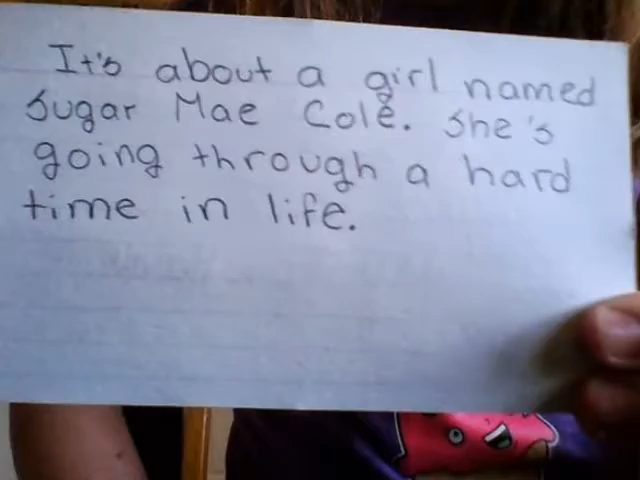 It's about a girl named
Sugar Mae Cole. She's
going through a hard
time in life.